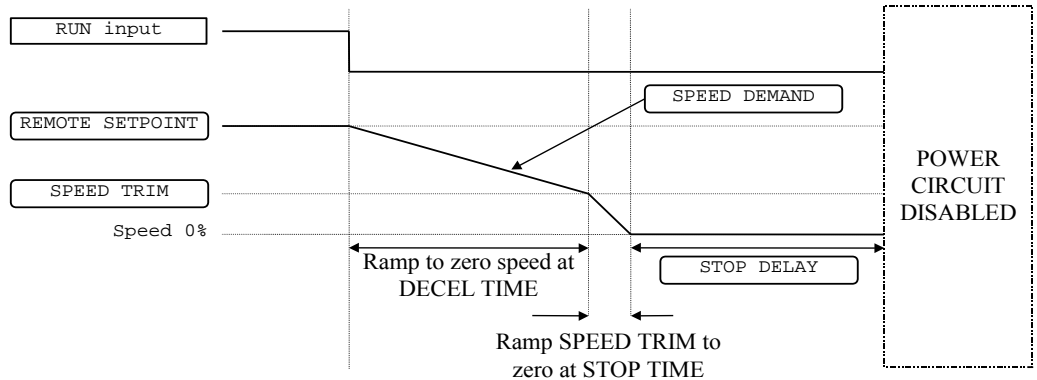 RUN input
SPEED DEMAND
REMOTE SETPOINT
SPEED TRIM
Speed 0%
POWER
CIRCUIT
DISABLED
Ramp to zero speed at
DECEL TIME
STOP DELAY
Ramp SPEED TRIM to
zero at STOP TIME